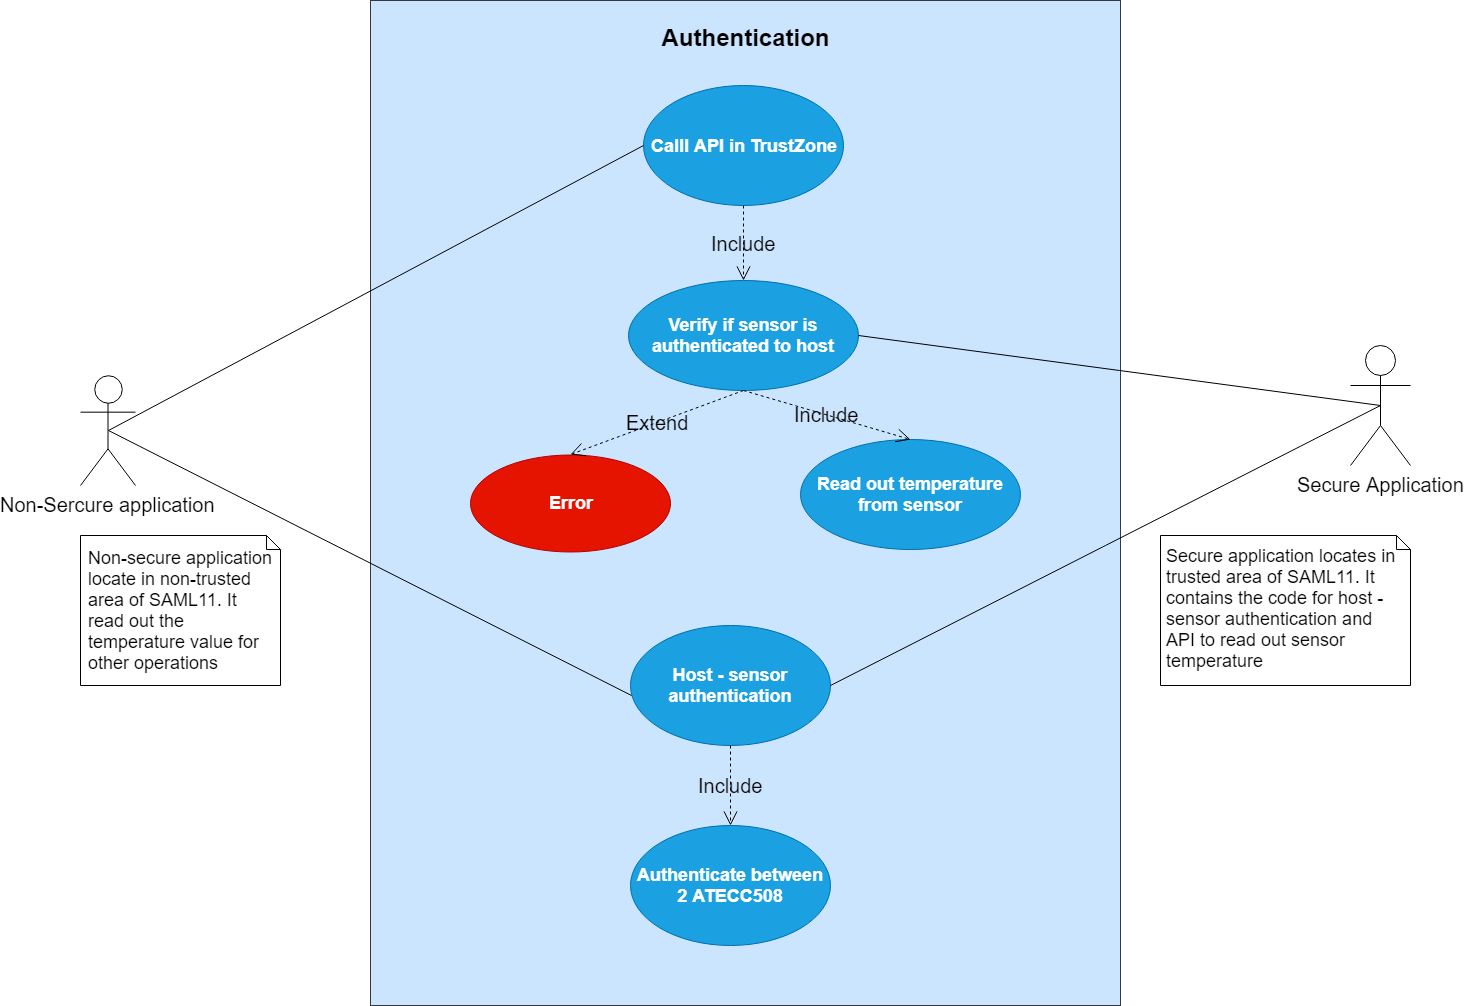 Authentication
Calll API in TrustZone
Include
Verify if sensor is
authenticated to host
Extend
Include
Error
Read out temperature
from sensor
Non-Sercure application
Secure Application
Non-secure application
locate in non-trusted
area of SAML11. It
read out the
temperature value for
other operations
Secure application locates in
trusted area of SAML11. It
contains the code for host -
sensor authentication and
API to read out sensor
temperature
Host - sensor
authentication
Include
Authenticate between
2 ATECC508